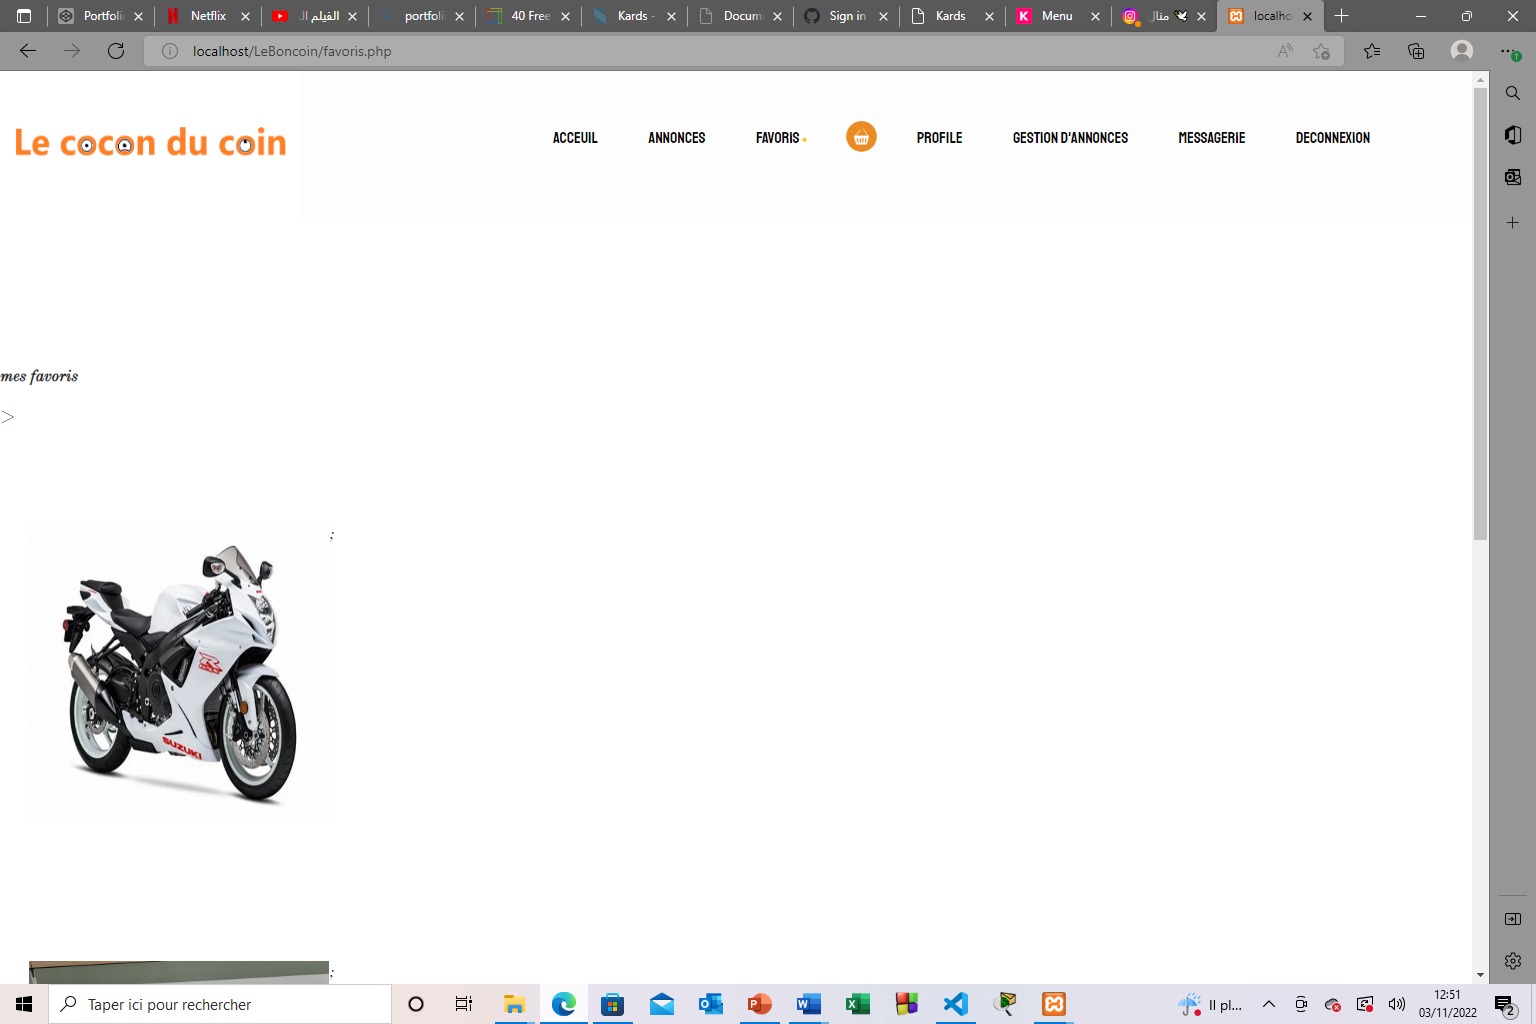 Portfoli
Netflix
الفيلم ال
portfoli
40 Free
Kards -
Docum
Sign in
Kards
Menu
منال
localho
localhost/LeBoncoin/favoris.php
Le cocon du coin
ACCEUIL
ANNONCES
FAVORIS
PROFILE
GESTION D'ANNONCES
MESSAGERIE
DECONNEXION
mes favoris
>
;
R
SUZUKI
;
Taper ici pour rechercher
Il pl...
12:51
03/11/2022
2